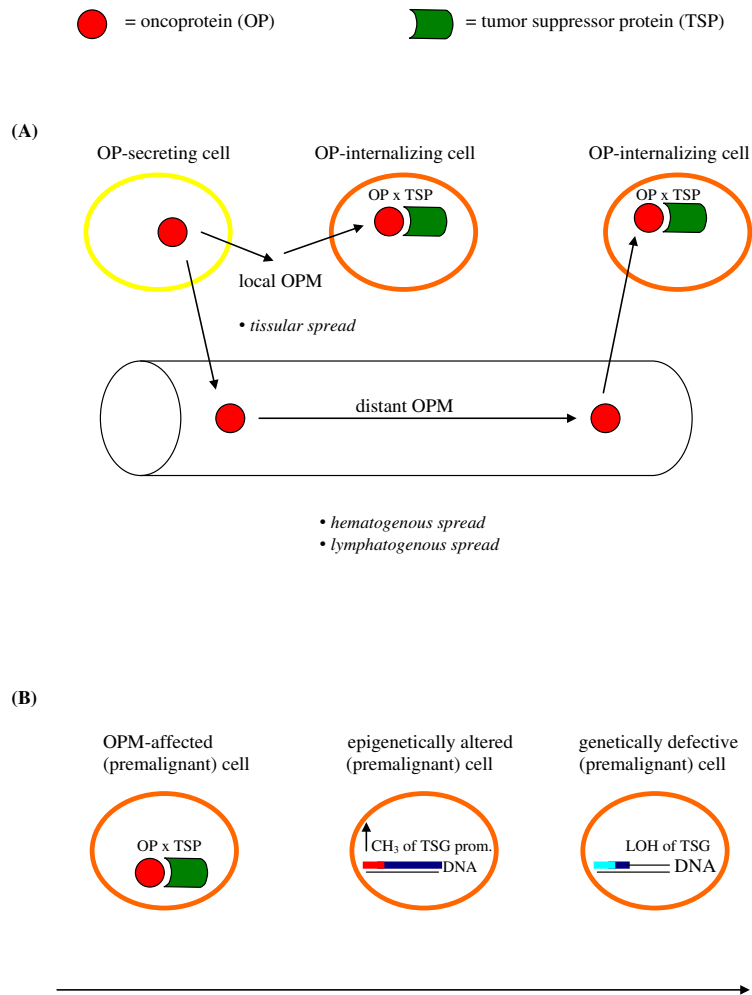 = oncoprotein (OP)
= tumor suppressor protein (TSP)
(A)
OP-secreting cell
OP-internalizing cell
OP-internalizing cell
OP x TSP
OP x TSP
local OPM
• tissular spread
distant OPM
• hematogenous spread
• lymphatogenous spread
(B)
OPM-affected
(premalignant) cell
epigenetically altered
(premalignant) cell
genetically defective
(premalignant) cell
OP x TSP
CH₃ of TSG prom.
DNA
LOH of TSG
DNA